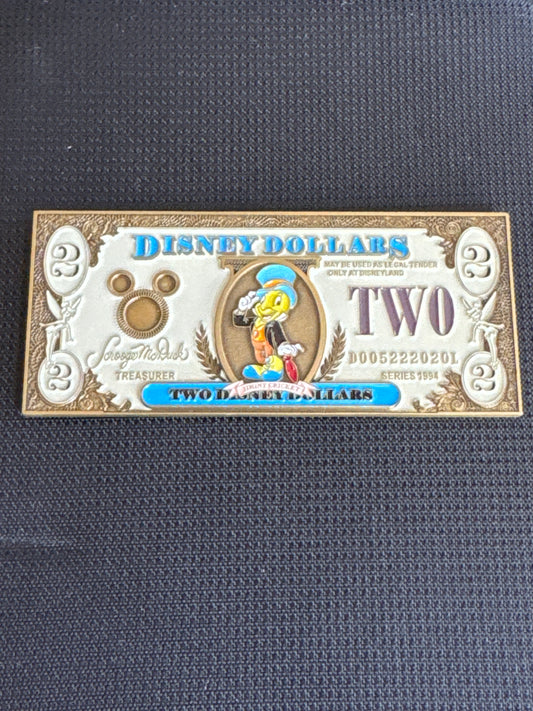 2
DISNEY DOLLARS
2
MAY BE USED AS LEGAL TENDER
ONLY AT DISNEYLAND
TWO
Scrooge McDuck
TREASURER
D005222020L
SERIES 1994
2
JIMINY CRICKET
TWO DISNEY DOLLARS
2